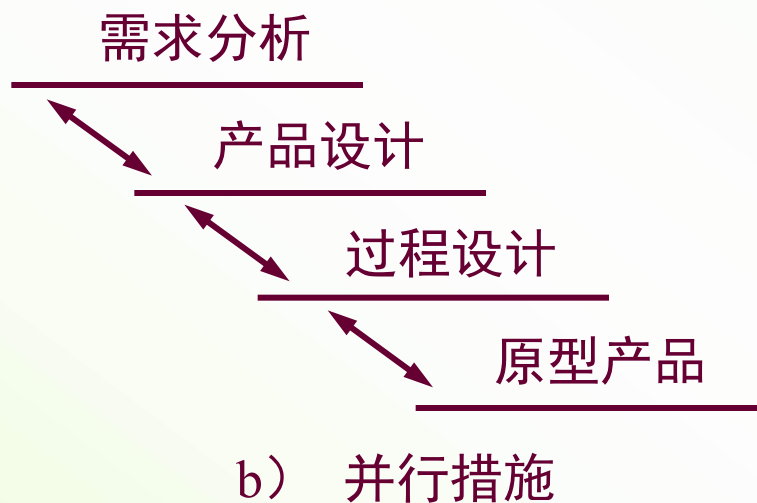 需求分析
产品设计
过程设计
原型产品
b） 并行措施